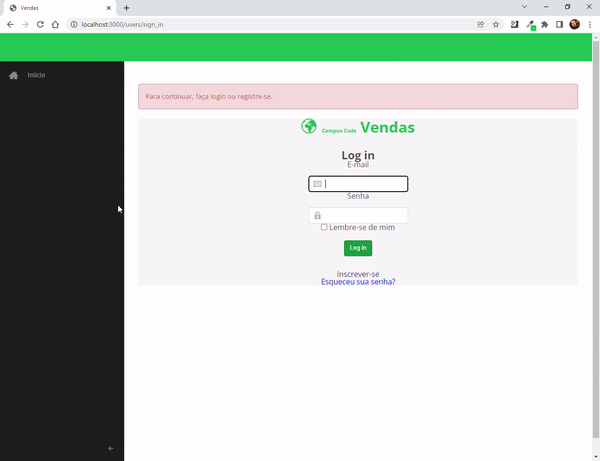 Vendas
localhost:3000/users/sign_in
Início
Para continuar, faça login ou registre-se.
Campus Code Vendas
Log in
E-mail
Senha
Lembre-se de mim
Log in
Inscrever-se
Esqueceu sua senha?